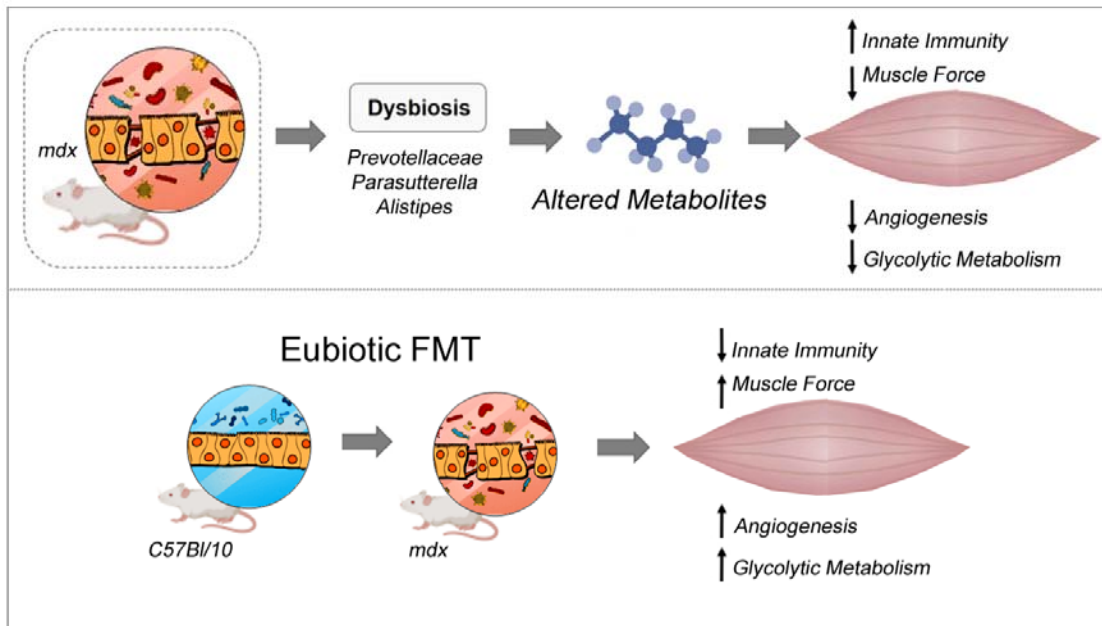 mdx
Dysbiosis
Prevotellaceae
Parasutterella
Alistipes
Altered Metabolites
Innate Immunity
Muscle Force
Angiogenesis
Glycolytic Metabolism
Eubiotic FMT
C57Bl/10
mdx
Innate Immunity
Muscle Force
Angiogenesis
Glycolytic Metabolism